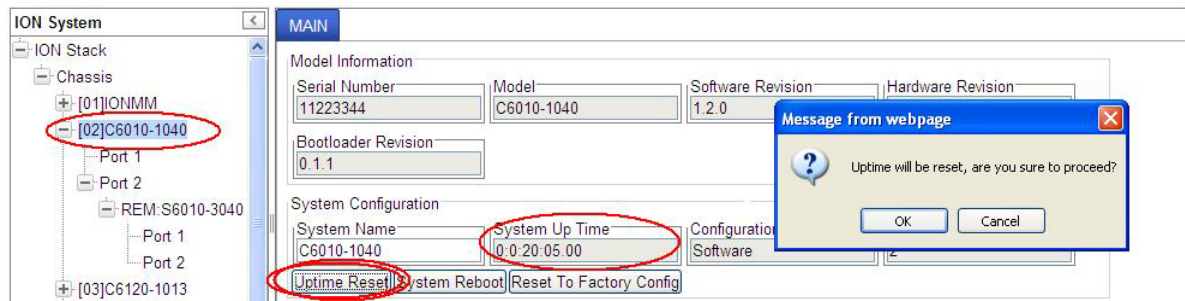 ION System
ION Stack
Chassis
[01]IONMM
[02]C6010-1040
Port 1
Port 2
REM:S6010-3040
Port 1
Port 2
[03]C6120-1013
MAIN
Model Information
Serial Number Model Software Revision Hardware Revision
11223344 C6010-1040 1.2.0
Bootloader Revision
0.1.1
System Configuration
System Name System Up Time Configuration
C6010-1040 0:0:20:05.00 Software 2
Uptime Reset System Reboot Reset To Factory Config
Message from webpage
Uptime will be reset, are you sure to proceed?
OK Cancel